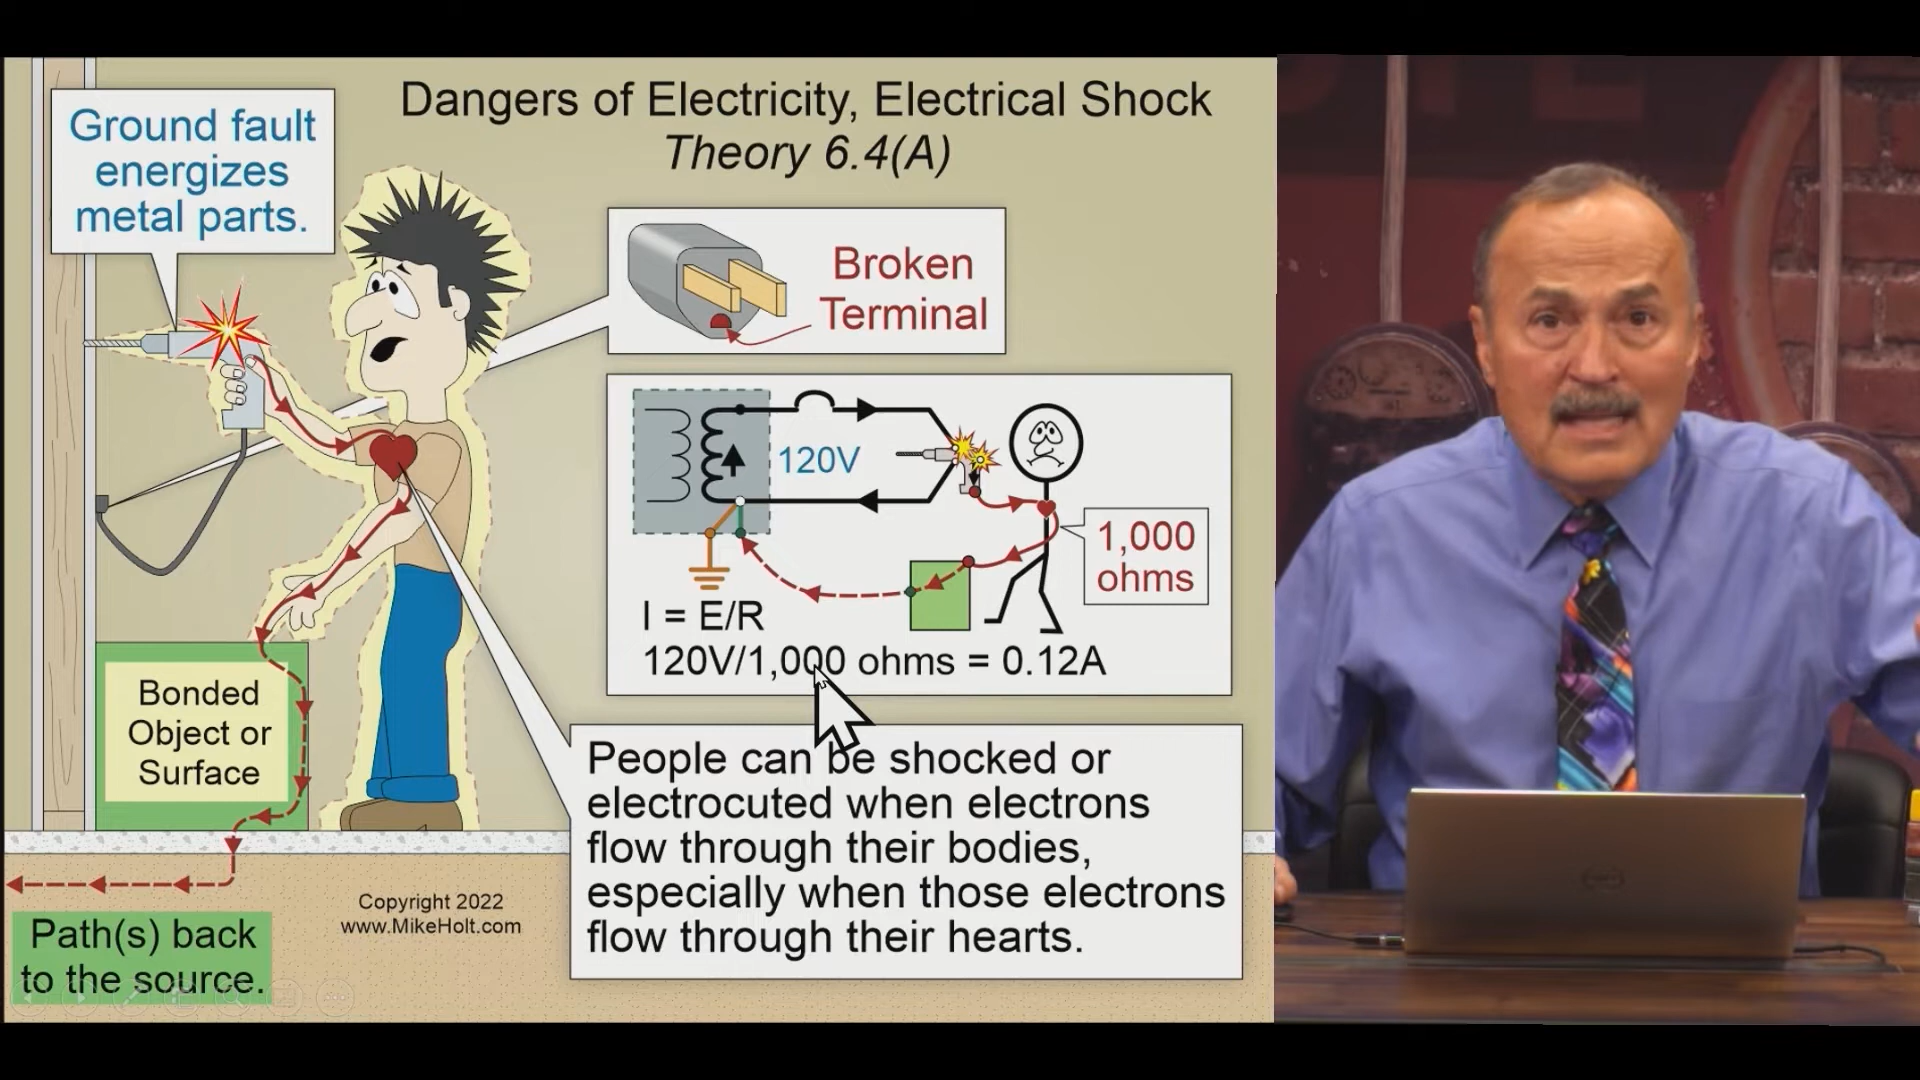 Dangers of Electricity, Electrical Shock
Theory 6.4(A)
Ground fault
energizes
metal parts.
Broken
Terminal
120V
1,000
ohms
I = E/R
120V/1,000 ohms = 0.12A
Bonded
Object or
Surface
People can be shocked or
electrocuted when electrons
flow through their bodies,
especially when those electrons
flow through their hearts.
Copyright 2022
www.MikeHolt.com
Path(s) back
to the source.